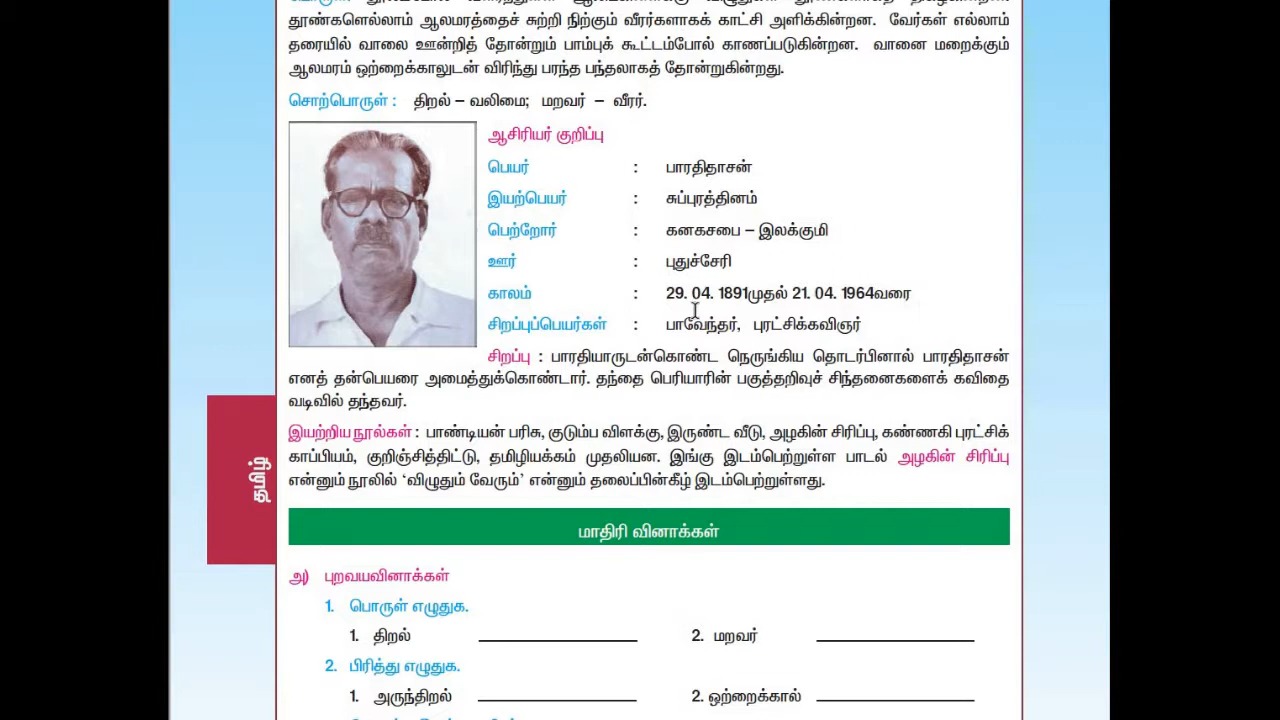 தூண்களெல்லாம் ஆலமரத்தைச் சுற்றி நிற்கும் வீரர்களாகக் காட்சி அளிக்கின்றன. வேர்கள் எல்லாம்
தரையில் வாலை ஊன்றித் தோன்றும் பாம்புக் கூட்டம்போல் காணப்படுகின்றன. வானை மறைக்கும்
ஆலமரம் ஒற்றைக்காலுடன் விரிந்து பரந்த பந்தலாகத் தோன்றுகின்றது.
சொற்பொருள் : திறல் – வலிமை; மறவர் – வீரர்.
ஆசிரியர் குறிப்பு
பெயர் : பாரதிதாசன்
இயற்பெயர் : சுப்புரத்தினம்
பெற்றோர் : கனகசபை – இலக்குமி
ஊர் : புதுச்சேரி
காலம் : 29. 04. 1891முதல் 21. 04. 1964வரை
சிறப்புப்பெயர்கள் : பாவேந்தர், புரட்சிக்கவிஞர்
சிறப்பு : பாரதியாருடன்கொண்ட நெருங்கிய தொடர்பினால் பாரதிதாசன்
எனத் தன்பெயரை அமைத்துக்கொண்டார். தந்தை பெரியாரின் பகுத்தறிவுச் சிந்தனைகளைக் கவிதை
வடிவில் தந்தவர்.
இயற்றிய நூல்கள் : பாண்டியன் பரிசு, குடும்ப விளக்கு, இருண்ட வீடு, அழகின் சிரிப்பு, கண்ணகி புரட்சிக்
காப்பியம், குறிஞ்சித்திட்டு, தமிழியக்கம் முதலியன. இங்கு இடம்பெற்றுள்ள பாடல் அழகின் சிரிப்பு
என்னும் நூலில் ‘விழுதும் வேரும்’ என்னும் தலைப்பின்கீழ் இடம்பெற்றுள்ளது.
தமிழ்
மாதிரி வினாக்கள்
அ) புறவயவினாக்கள்
1. பொருள் எழுதுக.
1. திறல் ____________ 2. மறவர் ____________
2. பிரித்து எழுதுக.
1. அருந்திறல் ____________ 2. ஒற்றைக்கால் ____________